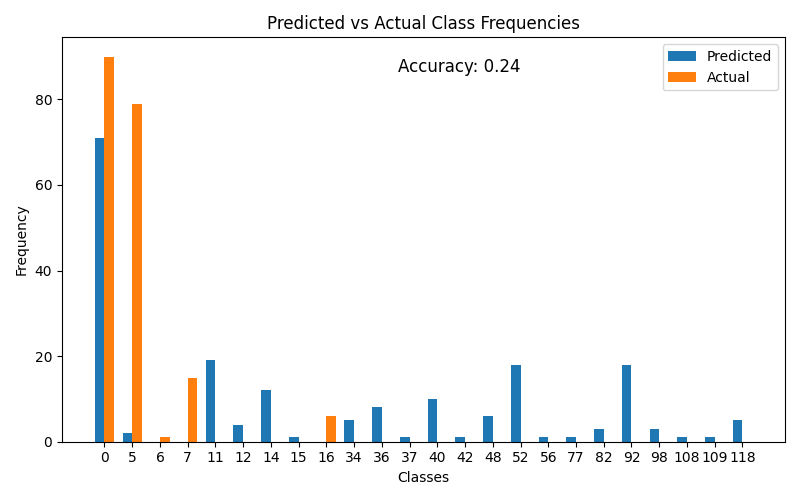 Predicted vs Actual Class Frequencies
Accuracy: 0.24
Predicted
Actual
Frequency
80
60
40
20
0
0 5 6 7 11 12 14 15 16 34 36 37 40 42 48 52 56 77 82 92 98 108 109 118
Classes